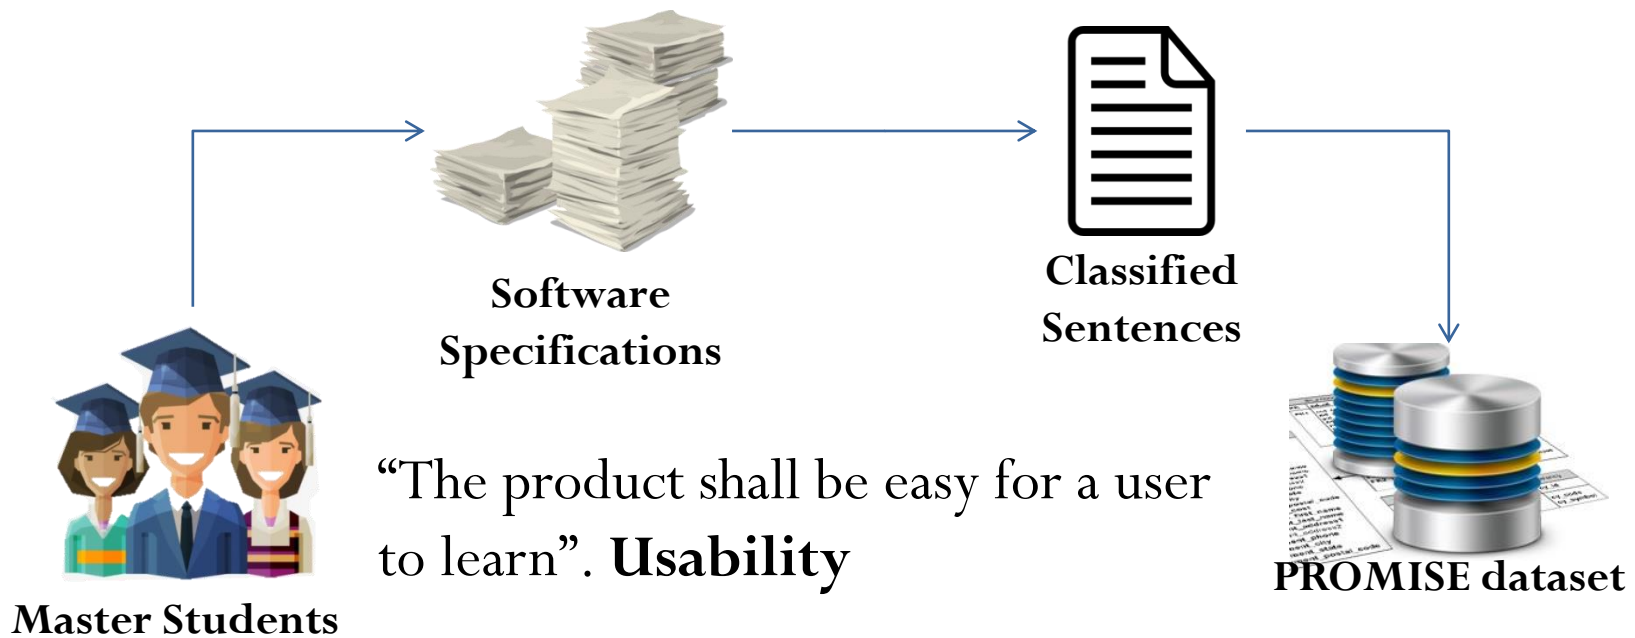 Software
Specifications
Classified
Sentences
“The product shall be easy for a user
to learn”. Usability
Master Students
PROMISE dataset